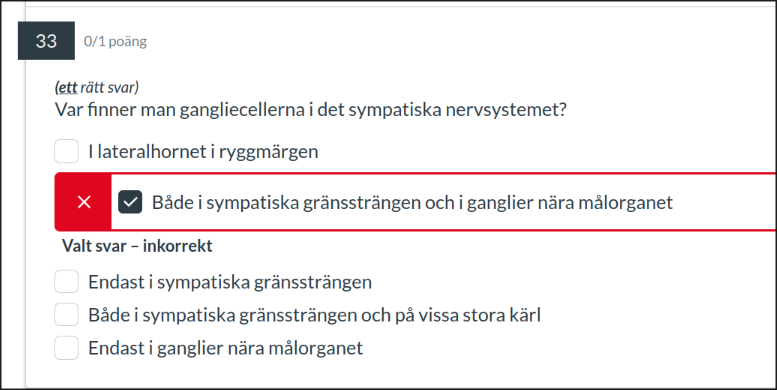 33 0/1 poäng
(ett rätt svar)
Var finner man gangliecellerna i det sympatiska nervsystemet?
I lateralhornet i ryggmärgen
Både i sympatiska gränssträngen och i ganglier nära målorganet
Valt svar – inkorrekt
Endast i sympatiska gränssträngen
Både i sympatiska gränssträngen och på vissa stora kärl
Endast i ganglier nära målorganet